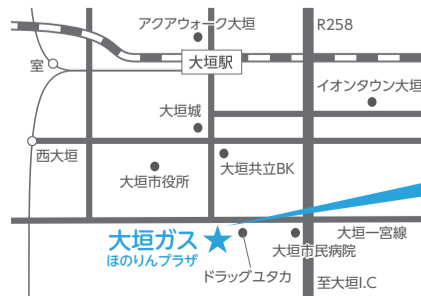 アクアウォーク大垣
R258
室
大垣駅
イオンタウン大垣
大垣城
西大垣
大垣共立BK
大垣市役所
大垣ガス
ほのりんプラザ
大垣一宮線
大垣市民病院
ドラッグユタカ
至大垣I.C